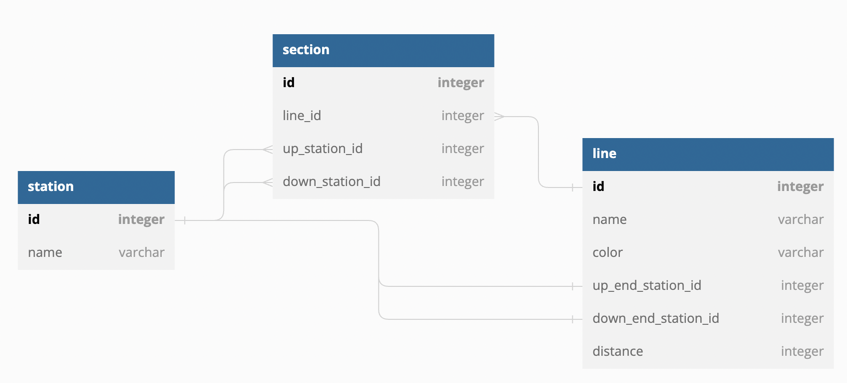 section
id integer
line_id integer
up_station_id integer
down_station_id integer
station
id integer
name varchar
line
id integer
name varchar
color varchar
up_end_station_id integer
down_end_station_id integer
distance integer